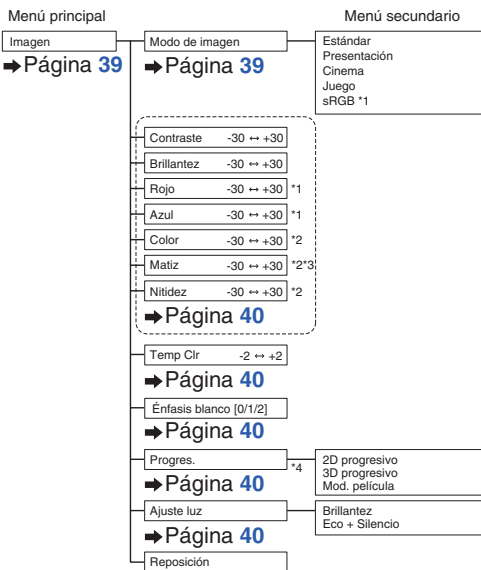 Menú principal
Menú secundario
Imagen
➡Página 39
Modo de imagen
➡Página 39
Estándar
Presentación
Cinema
Juego
sRGB *1
Contraste -30 ↔ +30
Brillantez -30 ↔ +30
Rojo -30 ↔ +30 *1
Azul -30 ↔ +30 *1
Color -30 ↔ +30 *2
Matiz -30 ↔ +30 *2*3
Nitidez -30 ↔ +30 *2
➡Página 40
Temp Clr -2 ↔ +2
➡Página 40
Énfasis blanco [0/1/2]
➡Página 40
Progres. *4
➡Página 40
2D progresivo
3D progresivo
Mod. película
Ajuste luz
➡Página 40
Brillantez
Eco + Silencio
Reposición